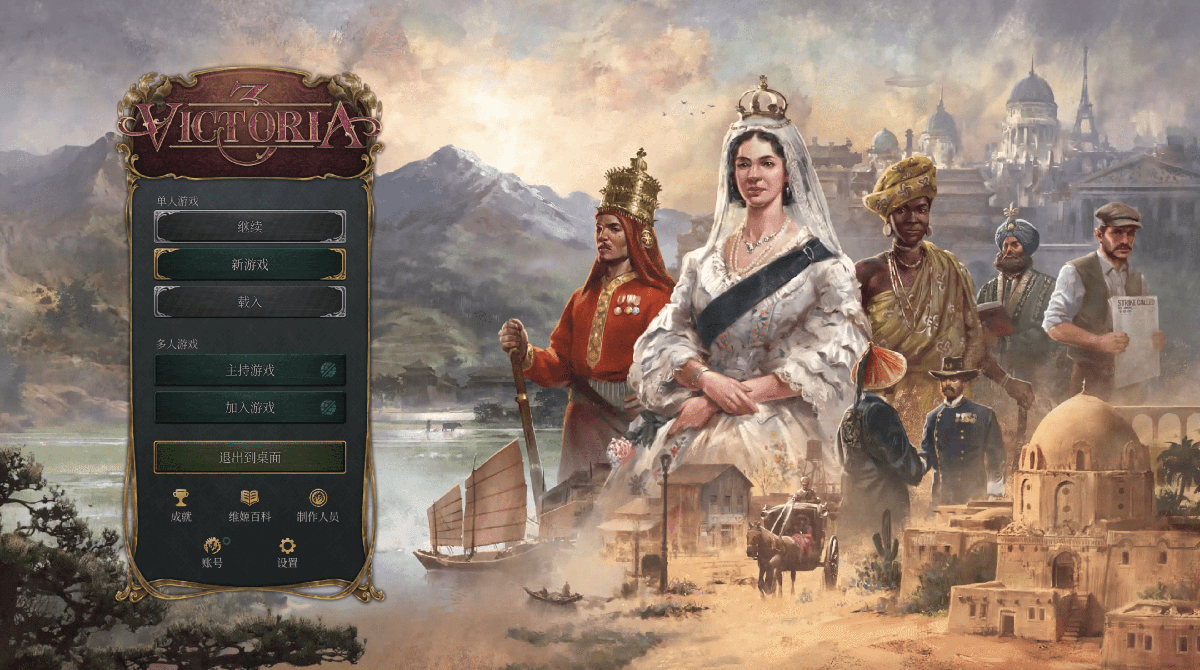 3
VICTORIA
单人游戏
继续
新游戏
载入
多人游戏
主持游戏
加入游戏
退出到桌面
成就
维姬百科
制作人员
账号
设置
STRIKE CALLED